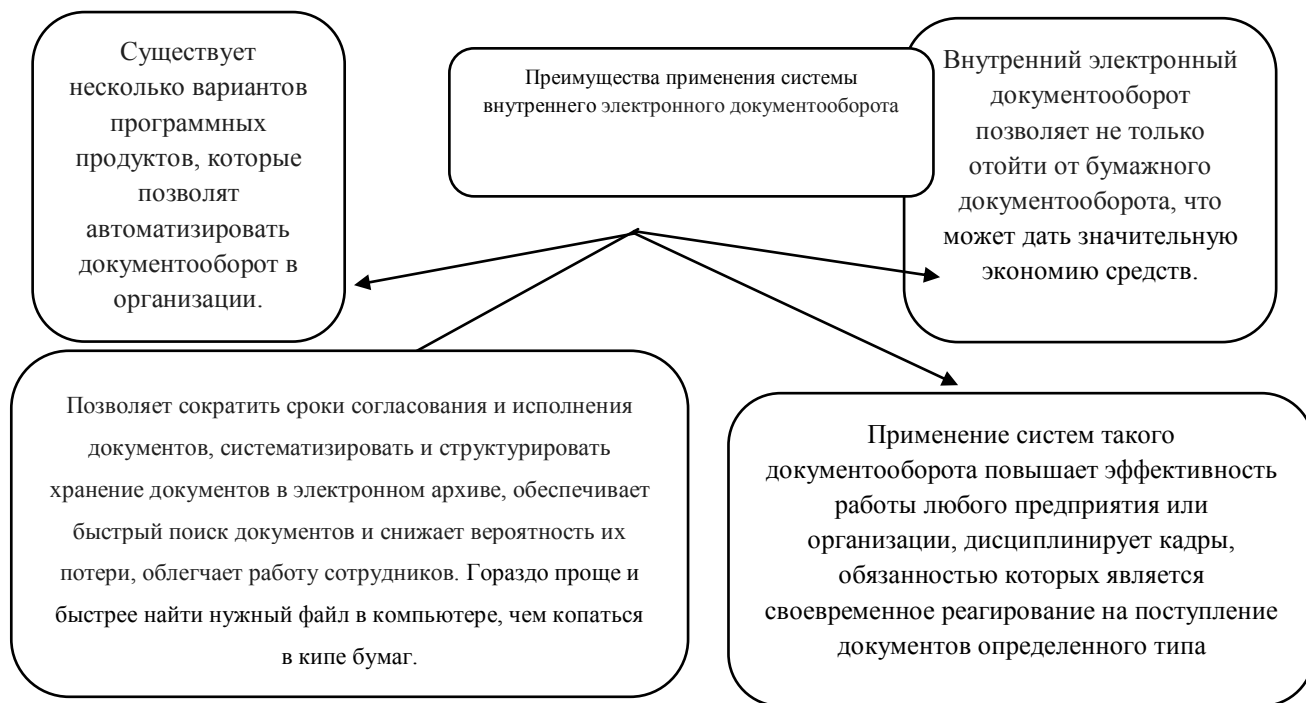 Существует
несколько вариантов
программных
продуктов, которые
позволят
автоматизировать
документооборот в
организации.
Преимущества применения системы
внутреннего электронного документооборота
Внутренний электронный
документооборот
позволяет не только
отойти от бумажного
документооборота, что
может дать значительную
экономию средств.
Позволяет сократить сроки согласования и исполнения
документов, систематизировать и структурировать
хранение документов в электронном архиве, обеспечивает
быстрый поиск документов и снижает вероятность их
потери, облегчает работу сотрудников. Гораздо проще и
быстрее найти нужный файл в компьютере, чем копаться
в кипе бумаг.
Применение систем такого
документооборота повышает эффективность
работы любого предприятия или
организации, дисциплинирует кадры,
обязанностью которых является
своевременное реагирование на поступление
документов определенного типа